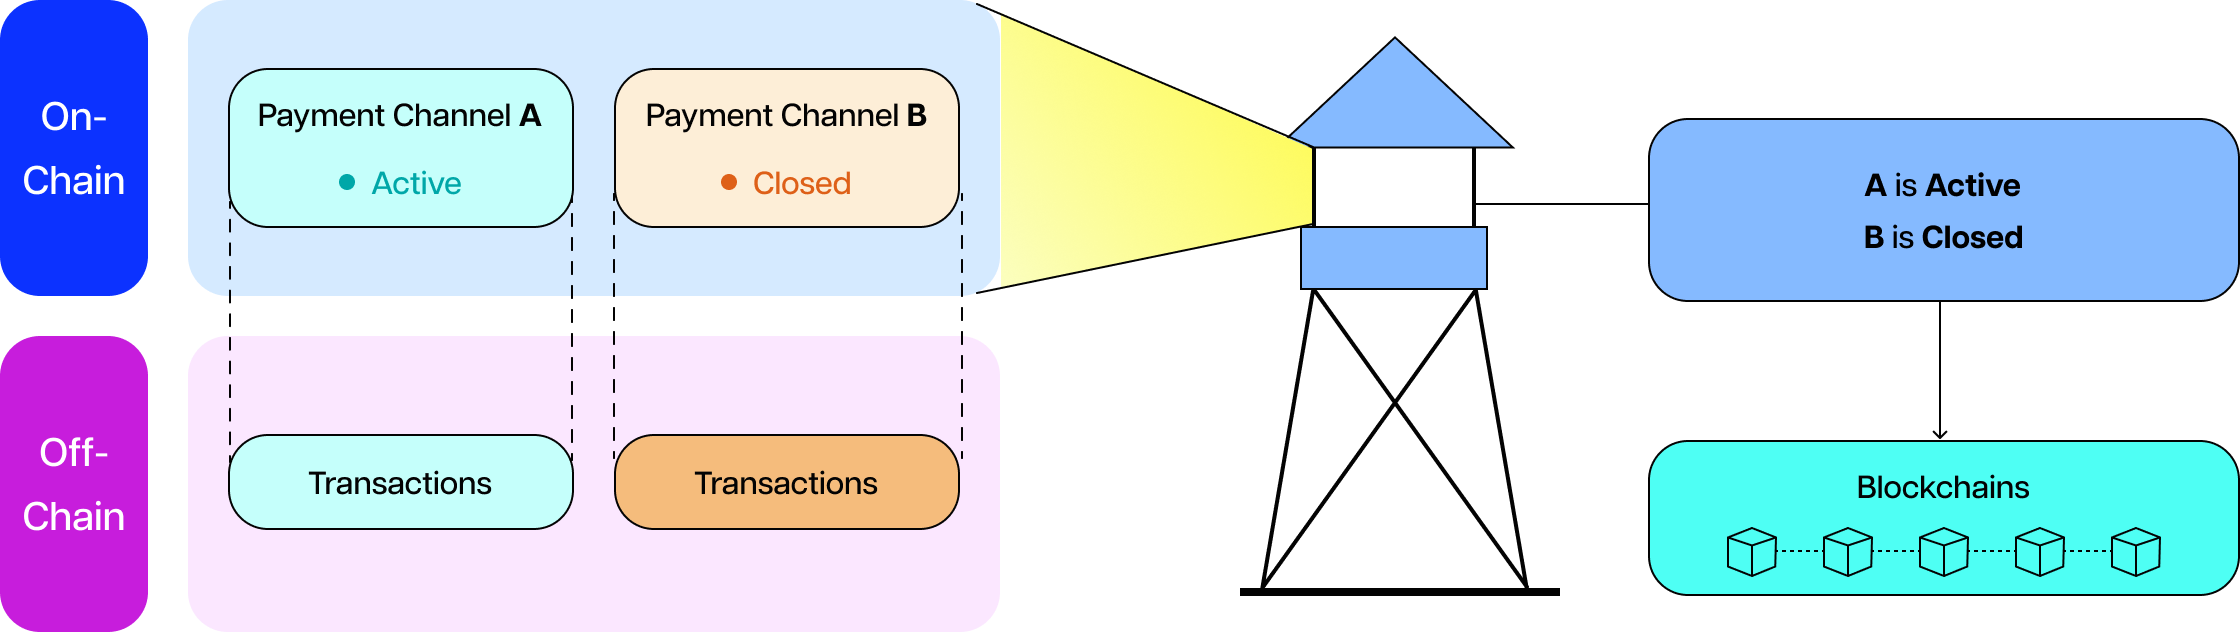 On-
Chain
Payment Channel A
Active
Payment Channel B
Closed
A is Active
B is Closed
Off-
Chain
Transactions
Transactions
Blockchains